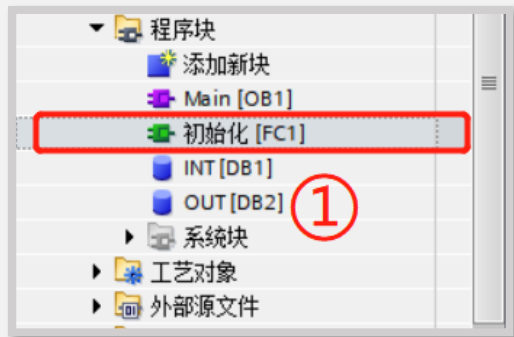 程序块
添加新块
Main [OB1]
初始化 [FC1]
INT [DB1]
OUT [DB2]
①
系统块
工艺对象
外部源文件